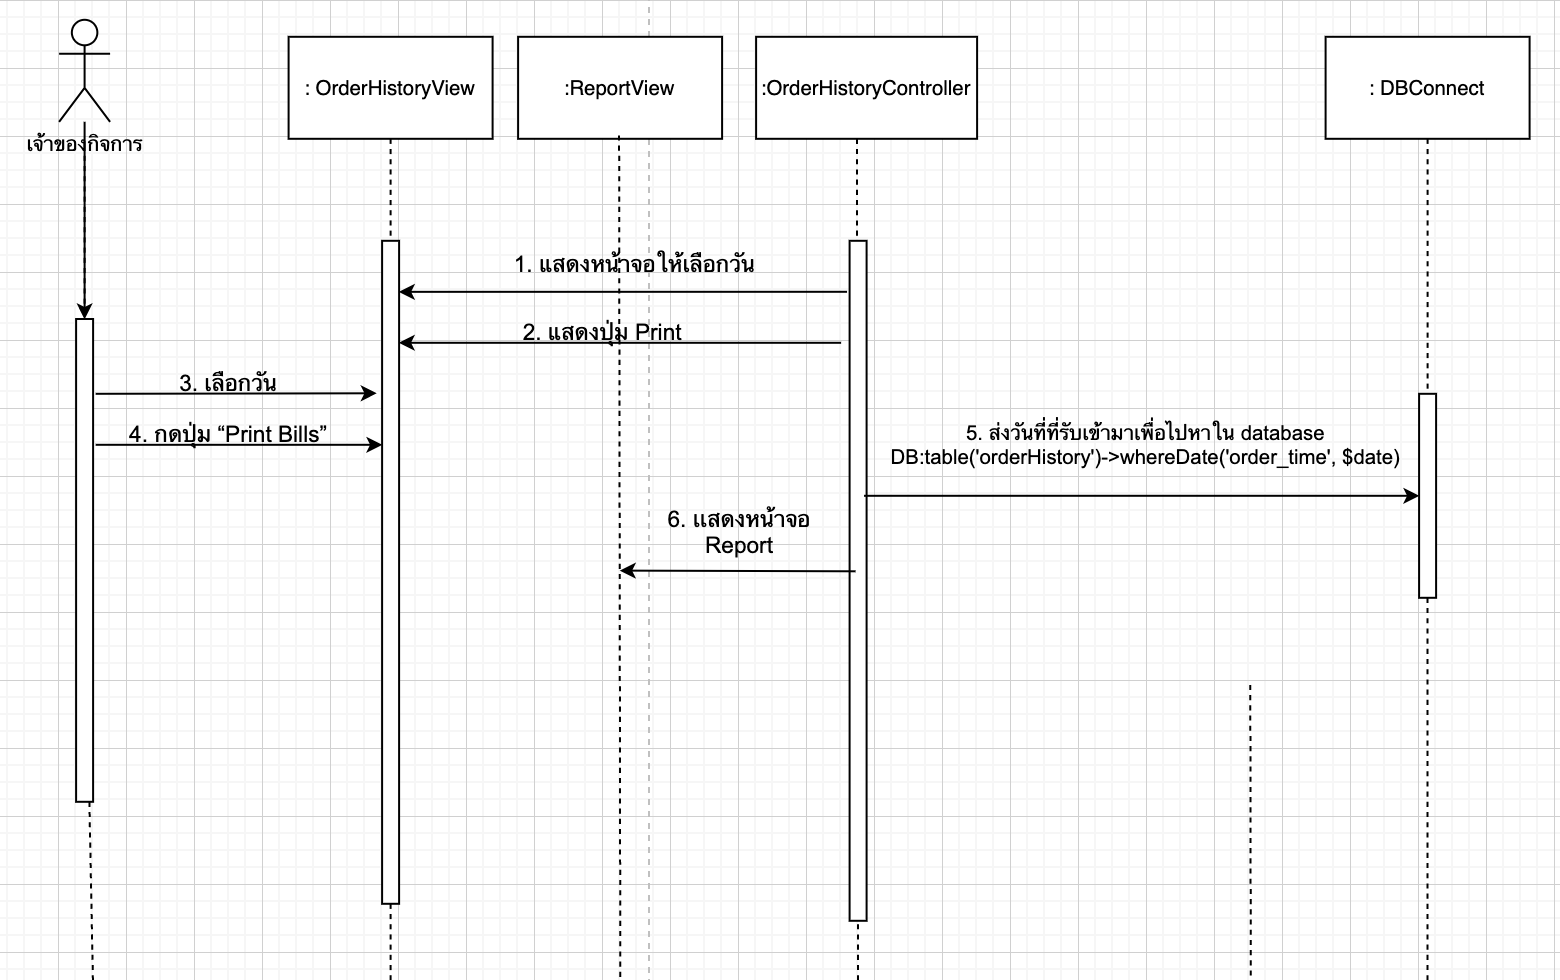 เจ้าของกิจการ
: OrderHistoryView
:ReportView
:OrderHistoryController
: DBConnect
1. แสดงหน้าจอให้เลือกวัน
2. แสดงปุ่ม Print
3. เลือกวัน
4. กดปุ่ม “Print Bills”
5. ส่งวันที่ที่รับเข้ามาเพื่อไปหาใน database
DB:table('orderHistory')->whereDate('order_time', $date)
6. แสดงหน้าจอ
Report